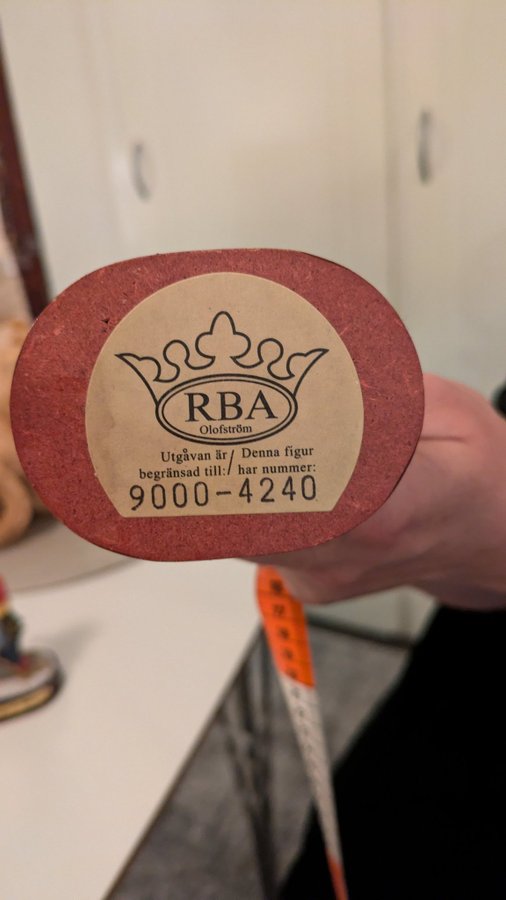 RBA
Olofström
Utgåvan är / Denna figur
begränsad till: / har nummer:
9000-4240